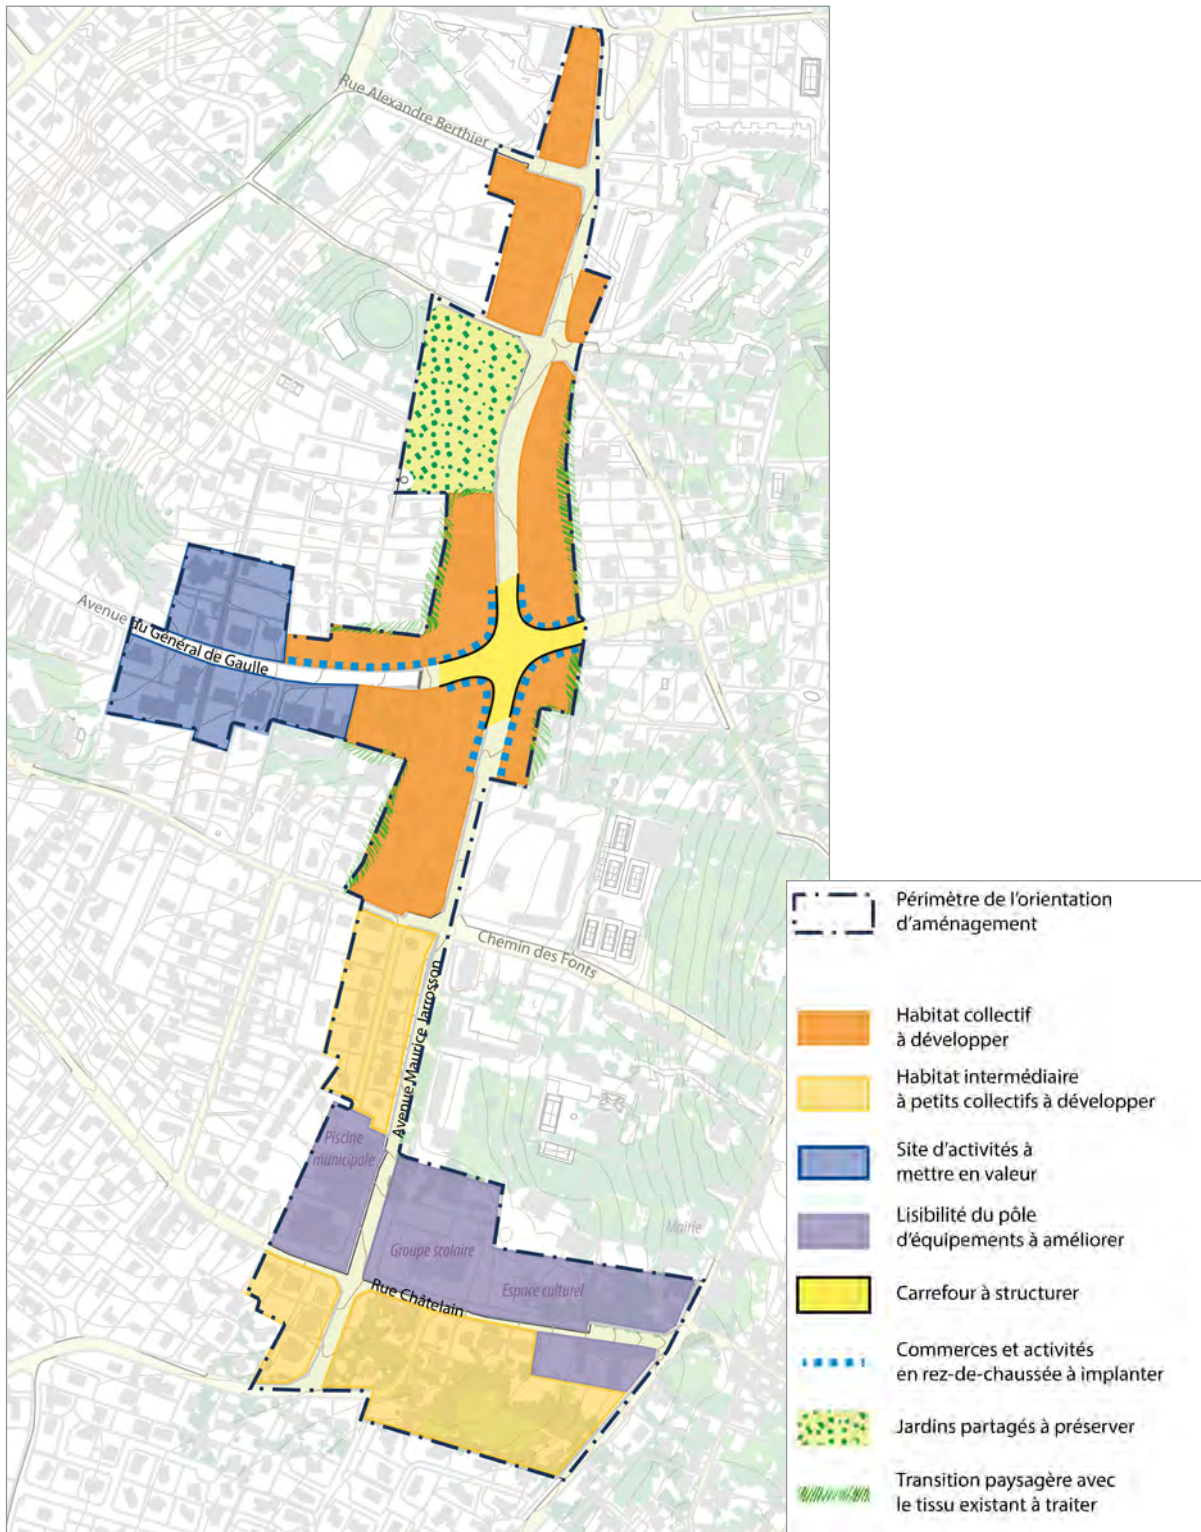 Rue Alexandre Berthier
Avenue du Général de Gaulle
Chemin des Fonts
Avenue Maurice Jarrosson
Piscine
municipale
Mairie
Groupe scolaire
Espace culturel
Rue Châtelain
Périmètre de l'orientation
d'aménagement
Habitat collectif
à développer
Habitat intermédiaire
à petits collectifs à développer
Site d'activités à
mettre en valeur
Lisibilité du pôle
d'équipements à améliorer
Carrefour à structurer
Commerces et activités
en rez-de-chaussée à implanter
Jardins partagés à préserver
Transition paysagère avec
le tissu existant à traiter